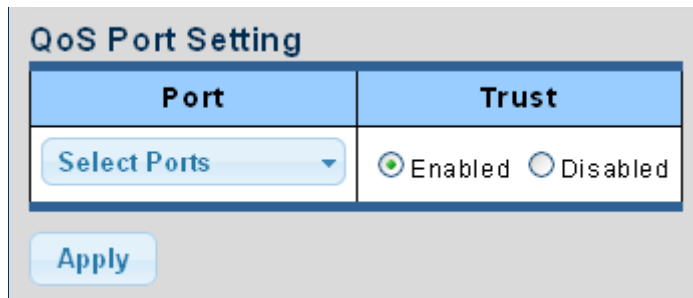 QoS Port Setting
Port Trust
Select Ports Enabled Disabled
Apply